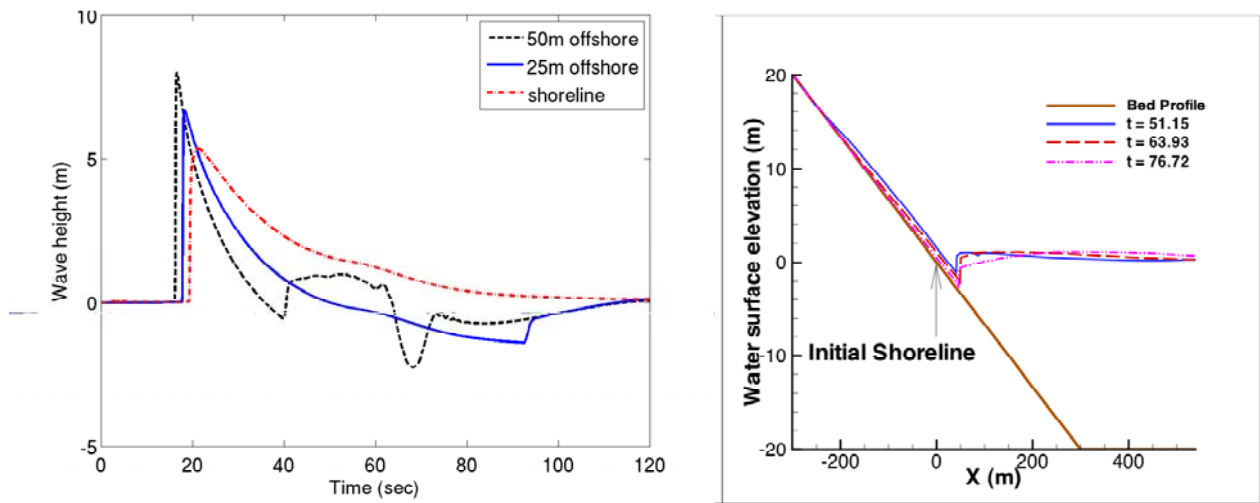 10
5
0
-5
Wave height (m)
50m offshore
25m offshore
shoreline
0 20 40 60 80 100 120
Time (sec)
20
10
0
-10
-20
Water surface elevation (m)
Bed Profile
t = 51.15
t = 63.93
t = 76.72
Initial Shoreline
-200 0 200 400
X (m)